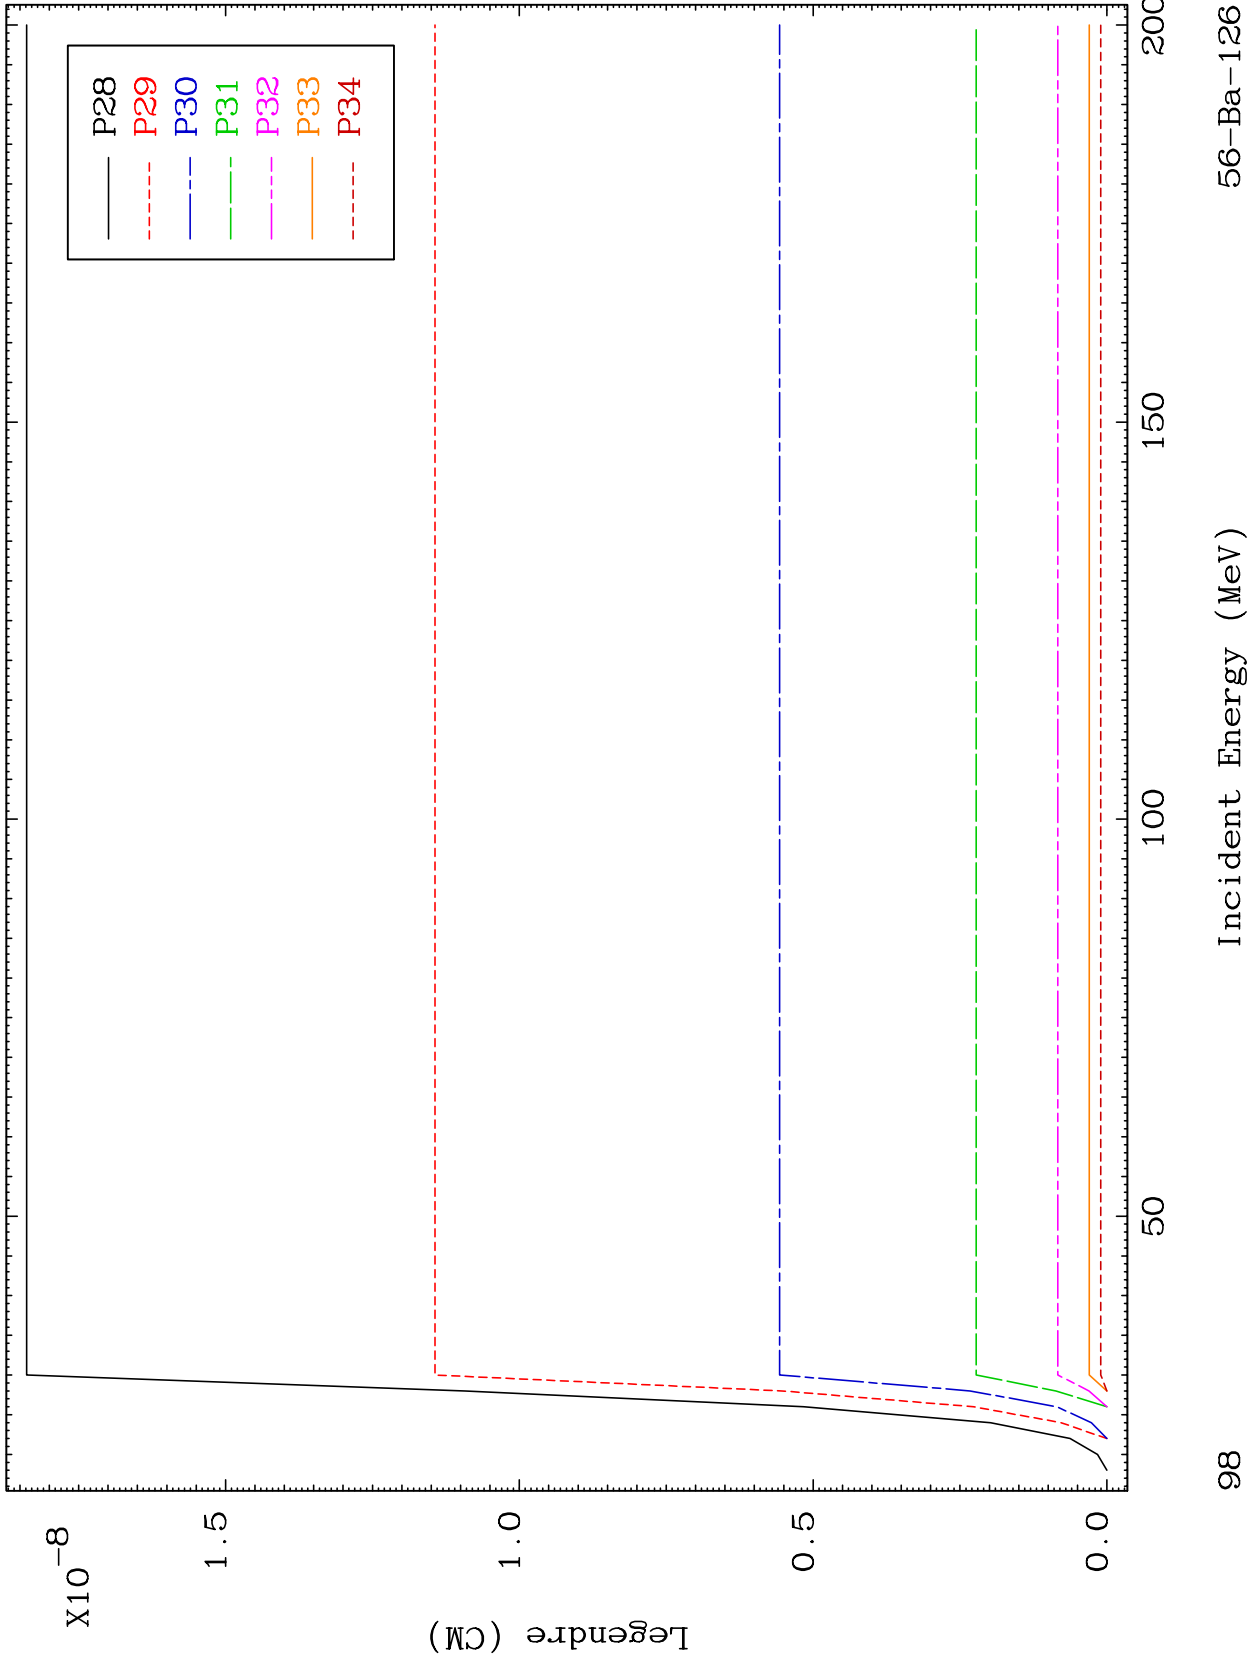 X10-8
1.5
1.0
0.5
0.0
Legendre (CM)
P28
P29
P30
P31
P32
P33
P34
50
100
150
200
Incident Energy (MeV)
98
56-Ba-126